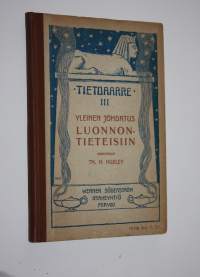 ·TIETOAARRE·
III
YLEINEN JOHDATUS
LUONNON-
TIETEISIIN
TH. H. HUXLEY
WERNER SÖDERSTRÖM
OSAKEYHTIÖ
PORVOO